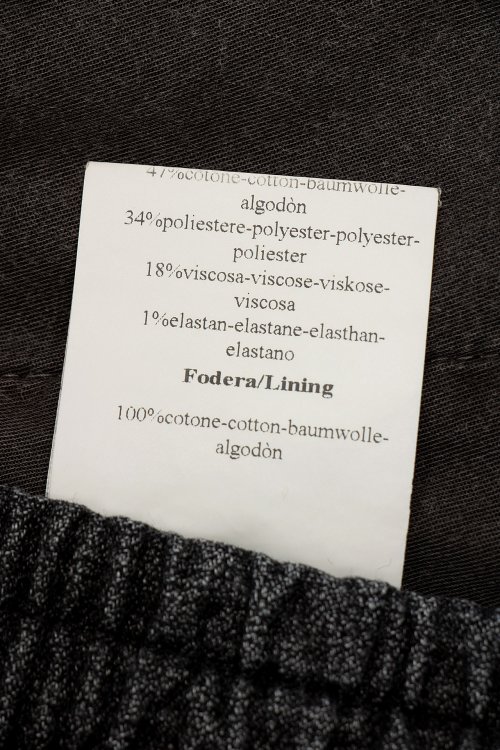 47%cotone-cotton-baumwolle-
algodòn
34%poliestere-polyester-polyester-
poliester
18%viscosa-viscose-viskose-
viscosa
1%elastan-elastane-elasthan-
elastano
Fodera/Lining
100%cotone-cotton-baumwolle-
algodòn